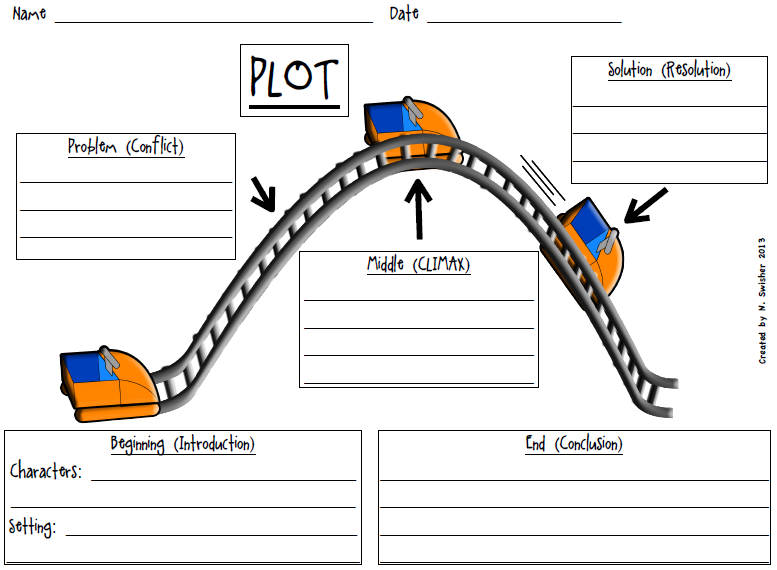 Name Date
PLOT
Solution (Resolution)
Problem (Conflict)
Middle (CLIMAX)
Created by N. Swisher 2013
Beginning (Introduction)
Characters:
Setting:
End (Conclusion)